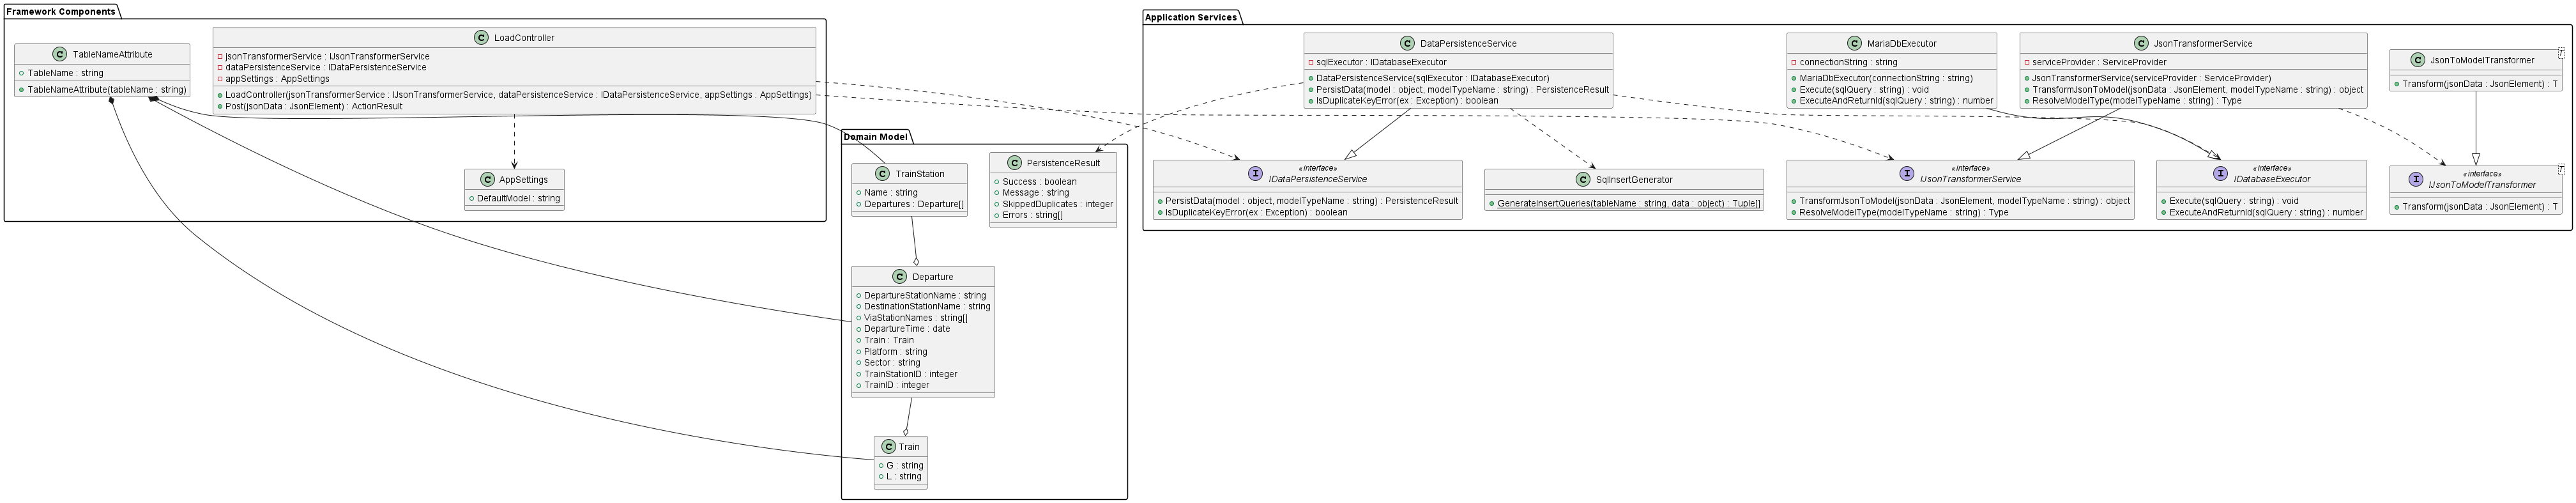 Framework Components
C TableNameAttribute
TableName : string
TableNameAttribute(tableName : string)
C LoadController
jsonTransformerService : IJsonTransformerService
dataPersistenceService : IDataPersistenceService
appSettings : AppSettings
LoadController(jsonTransformerService : IJsonTransformerService, dataPersistenceService : IDataPersistenceService, appSettings : AppSettings)
Post(jsonData : JsonElement) : ActionResult
C AppSettings
DefaultModel : string
Domain Model
C TrainStation
Name : string
Departures : Departure[]
C PersistenceResult
Success : boolean
Message : string
SkippedDuplicates : integer
Errors : string[]
C Departure
DepartureStationName : string
DestinationStationName : string
ViaStationNames : string[]
DepartureTime : date
Train : Train
Platform : string
Sector : string
TrainStationID : integer
TrainID : integer
C Train
G : string
L : string
Application Services
C DataPersistenceService
sqlExecutor : IDatabaseExecutor
DataPersistenceService(sqlExecutor : IDatabaseExecutor)
PersistData(model : object, modelTypeName : string) : PersistenceResult
IsDuplicateKeyError(ex : Exception) : boolean
C MariaDbExecutor
connectionString : string
MariaDbExecutor(connectionString : string)
Execute(sqlQuery : string) : void
ExecuteAndReturnId(sqlQuery : string) : number
C JsonTransformerService
serviceProvider : ServiceProvider
JsonTransformerService(serviceProvider : ServiceProvider)
TransformJsonToModel(jsonData : JsonElement, modelTypeName : string) : object
ResolveModelType(modelTypeName : string) : Type
C JsonToModelTransformer T
Transform(jsonData : JsonElement) : T
«interface»
I IDataPersistenceService
PersistData(model : object, modelTypeName : string) : PersistenceResult
IsDuplicateKeyError(ex : Exception) : boolean
C SqlInsertGenerator
GenerateInsertQueries(tableName : string, data : object) : Tuple[]
«interface»
I IJsonTransformerService
TransformJsonToModel(jsonData : JsonElement, modelTypeName : string) : object
ResolveModelType(modelTypeName : string) : Type
«interface»
I IDatabaseExecutor
Execute(sqlQuery : string) : void
ExecuteAndReturnId(sqlQuery : string) : number
«interface» T
I IJsonToModelTransformer
Transform(jsonData : JsonElement) : T